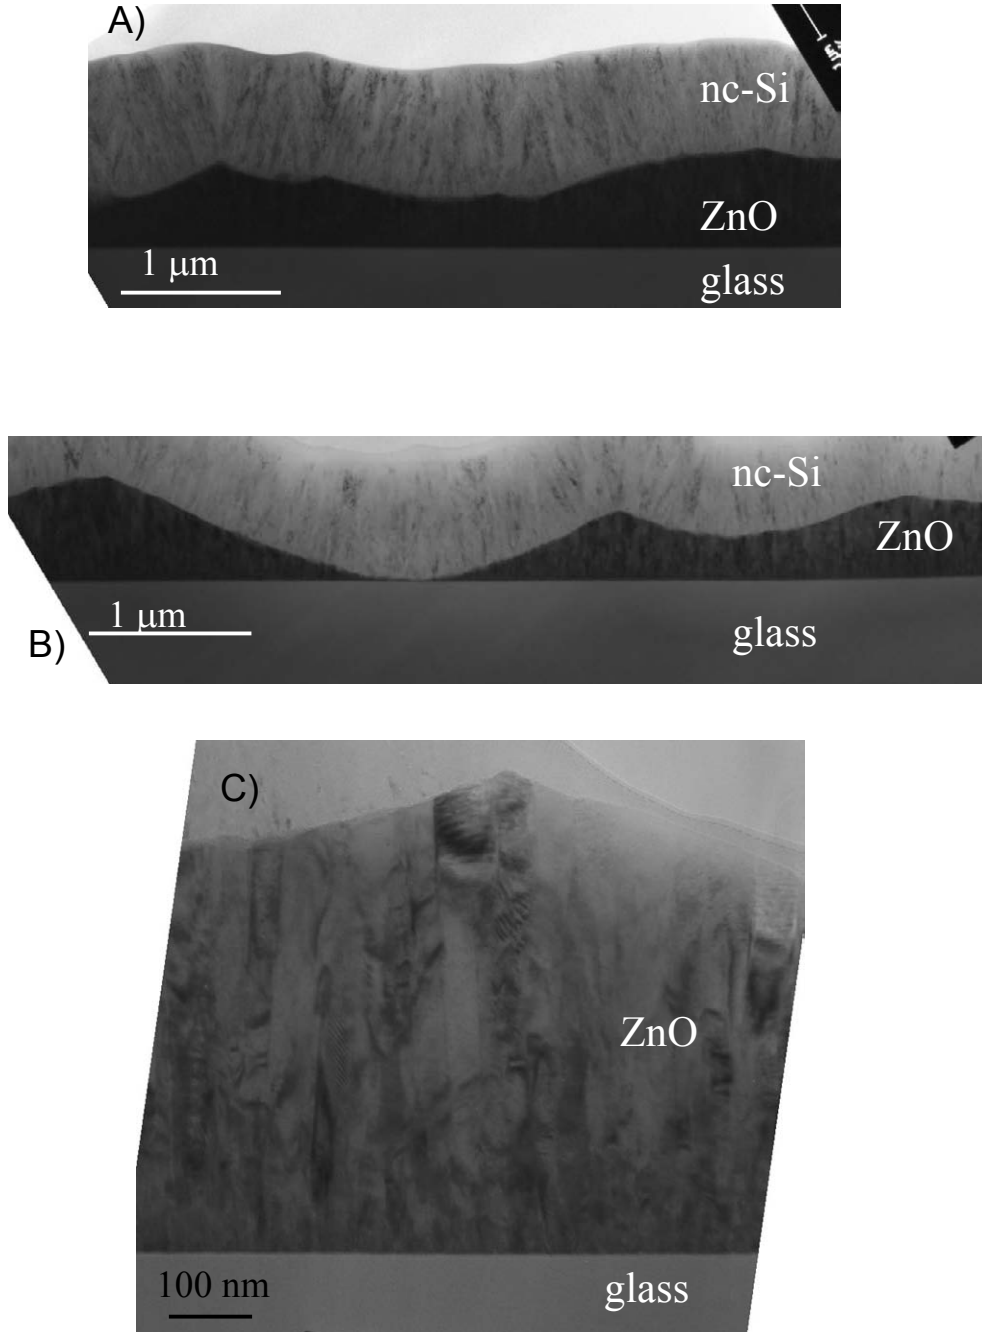 A)
nc-Si
ZnO
1 μm
glass
nc-Si
ZnO
1 μm
glass
B)
C)
ZnO
100 nm
glass